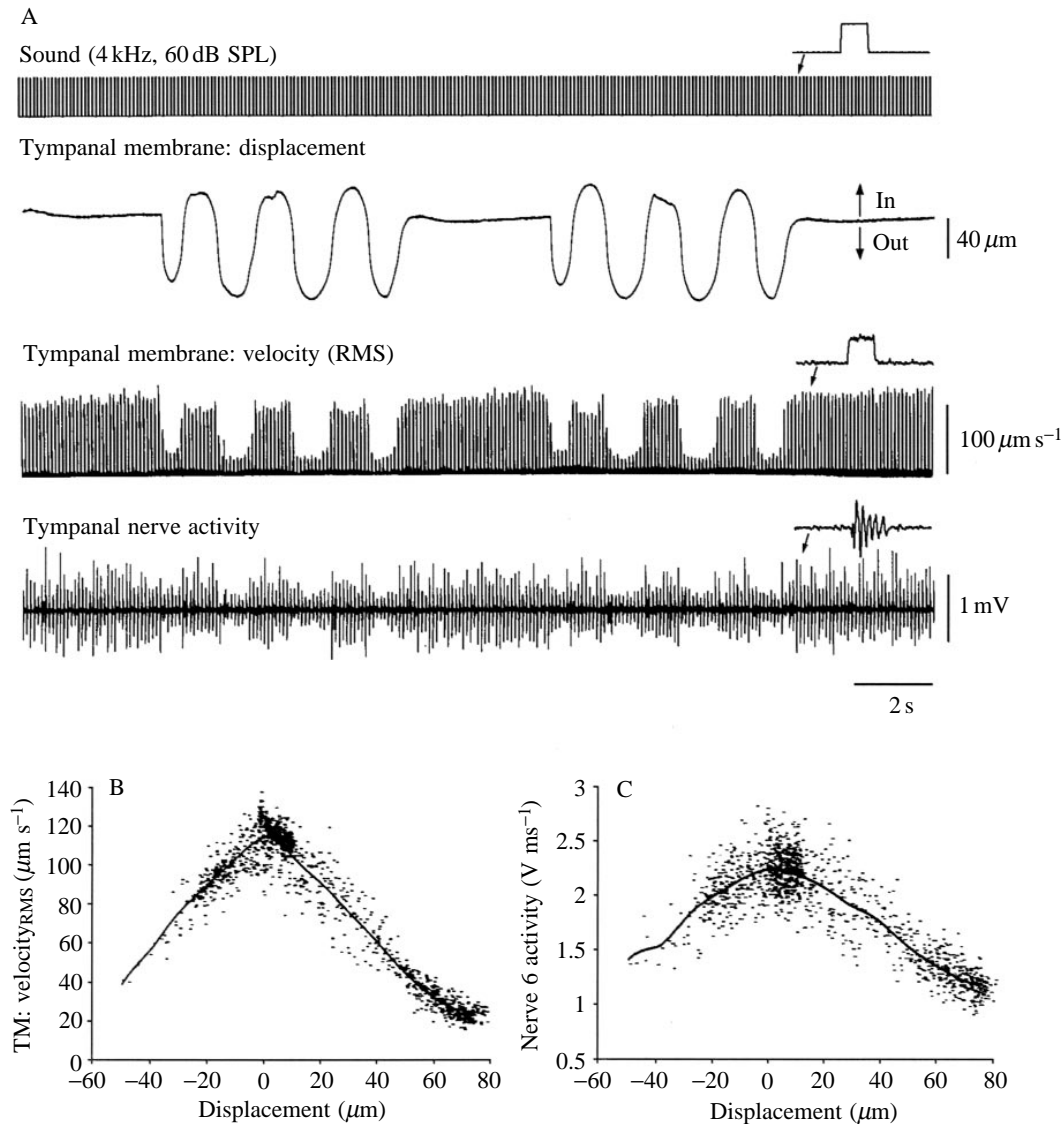 A
Sound (4 kHz, 60 dB SPL)
Tympanal membrane: displacement
In
Out
40 μm
Tympanal membrane: velocity (RMS)
100 μm s−1
Tympanal nerve activity
1 mV
2 s
B
TM: velocityRMS (μm s−1)
140
120
100
80
60
40
20
0
−60 −40 −20 0 20 40 60 80
Displacement (μm)
C
Nerve 6 activity (V ms−1)
3
2.5
2
1.5
1
0.5
−60 −40 −20 0 20 40 60 80
Displacement (μm)